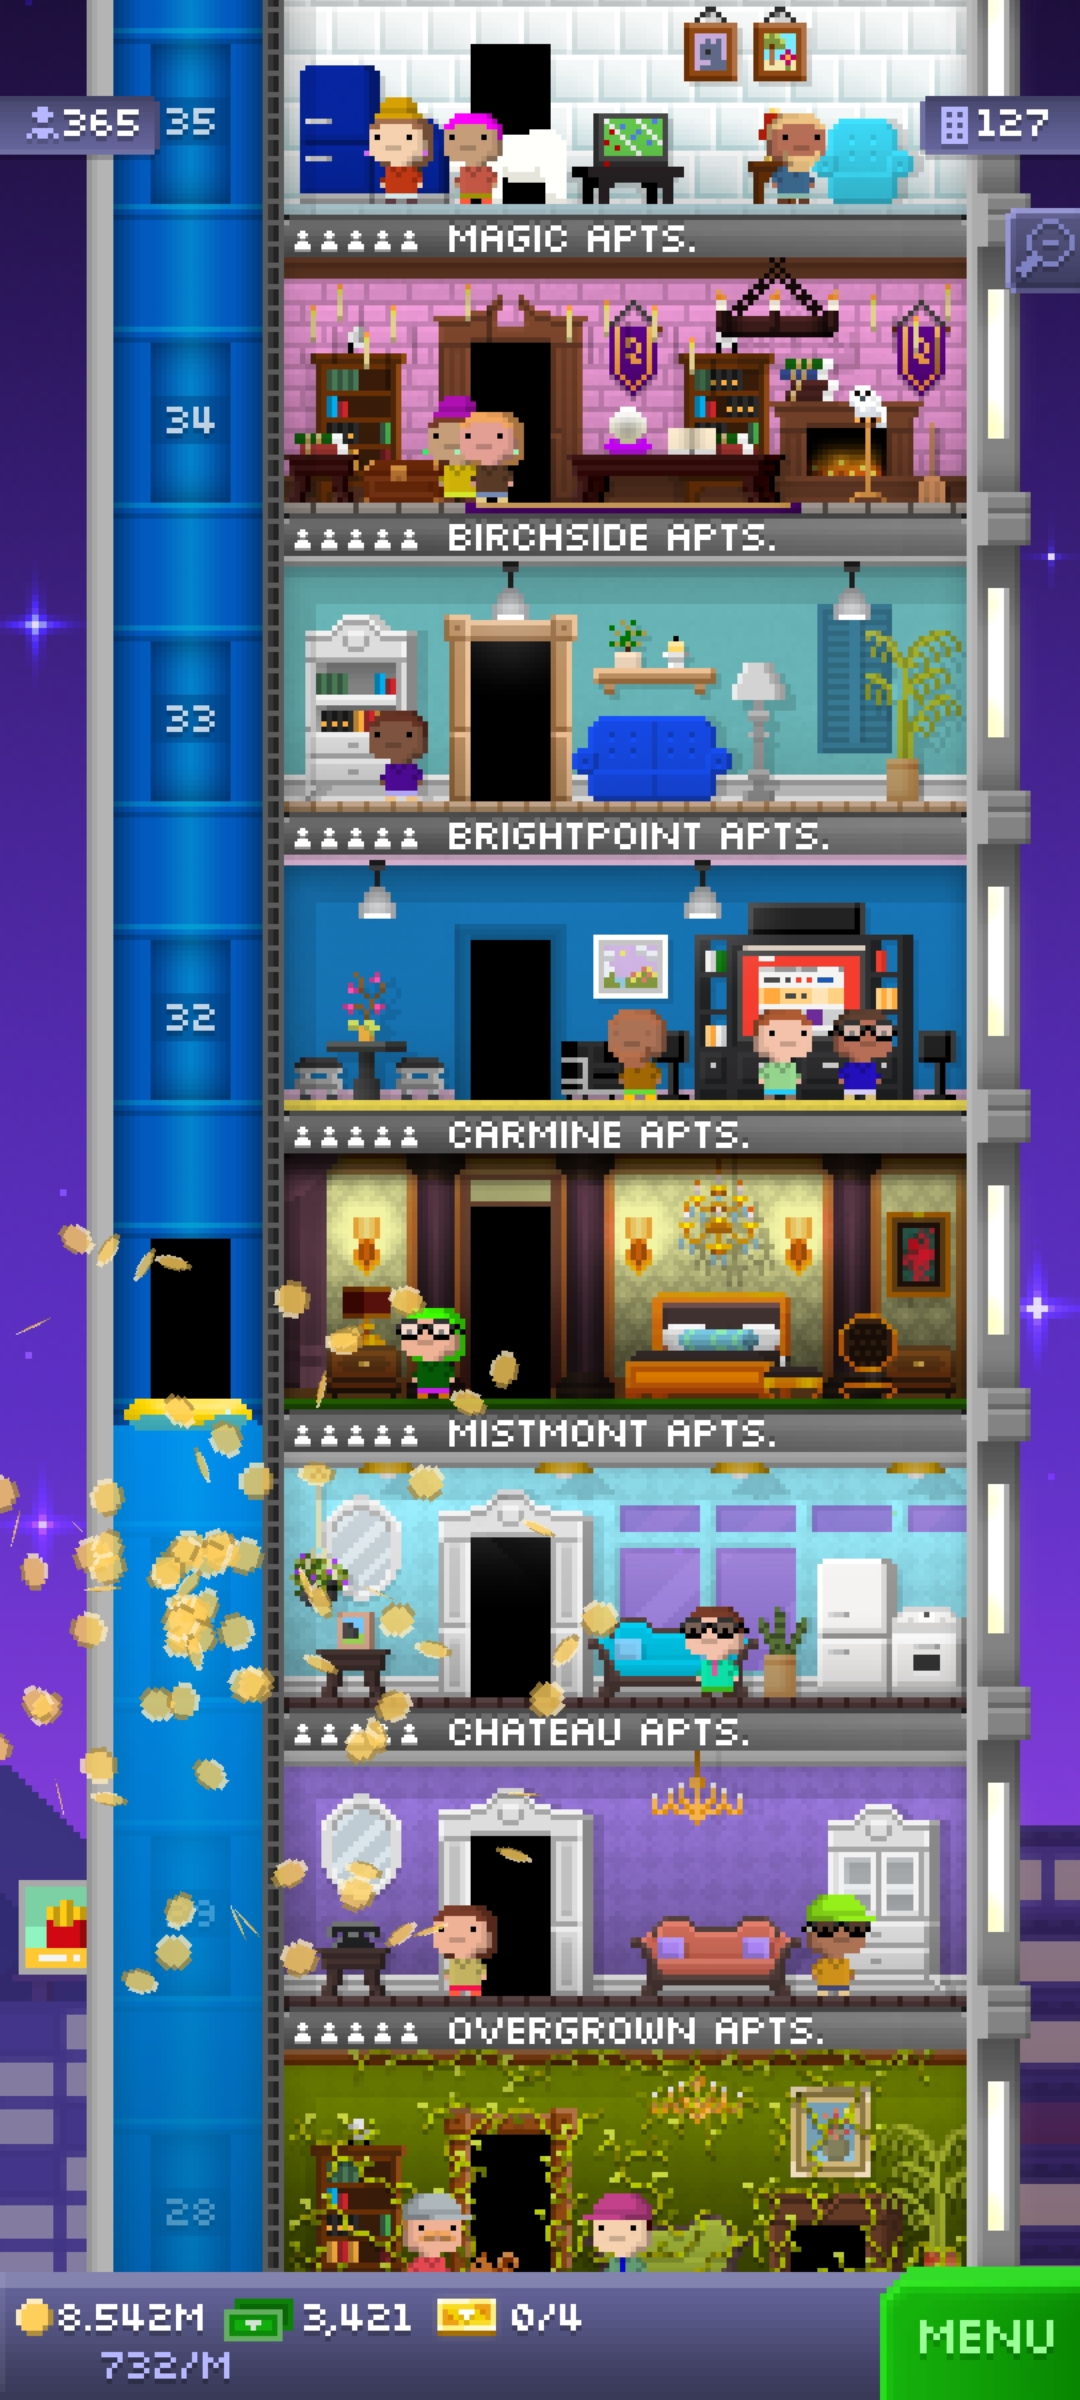 365
35
127
MAGIC APTS.
34
BIRCHSIDE APTS.
33
BRIGHTPOINT APTS.
32
CARMINE APTS.
MISTMONT APTS.
CHATEAU APTS.
9
OVERGROWN APTS.
28
8.542M 3,421 0/4
732/M
MENU